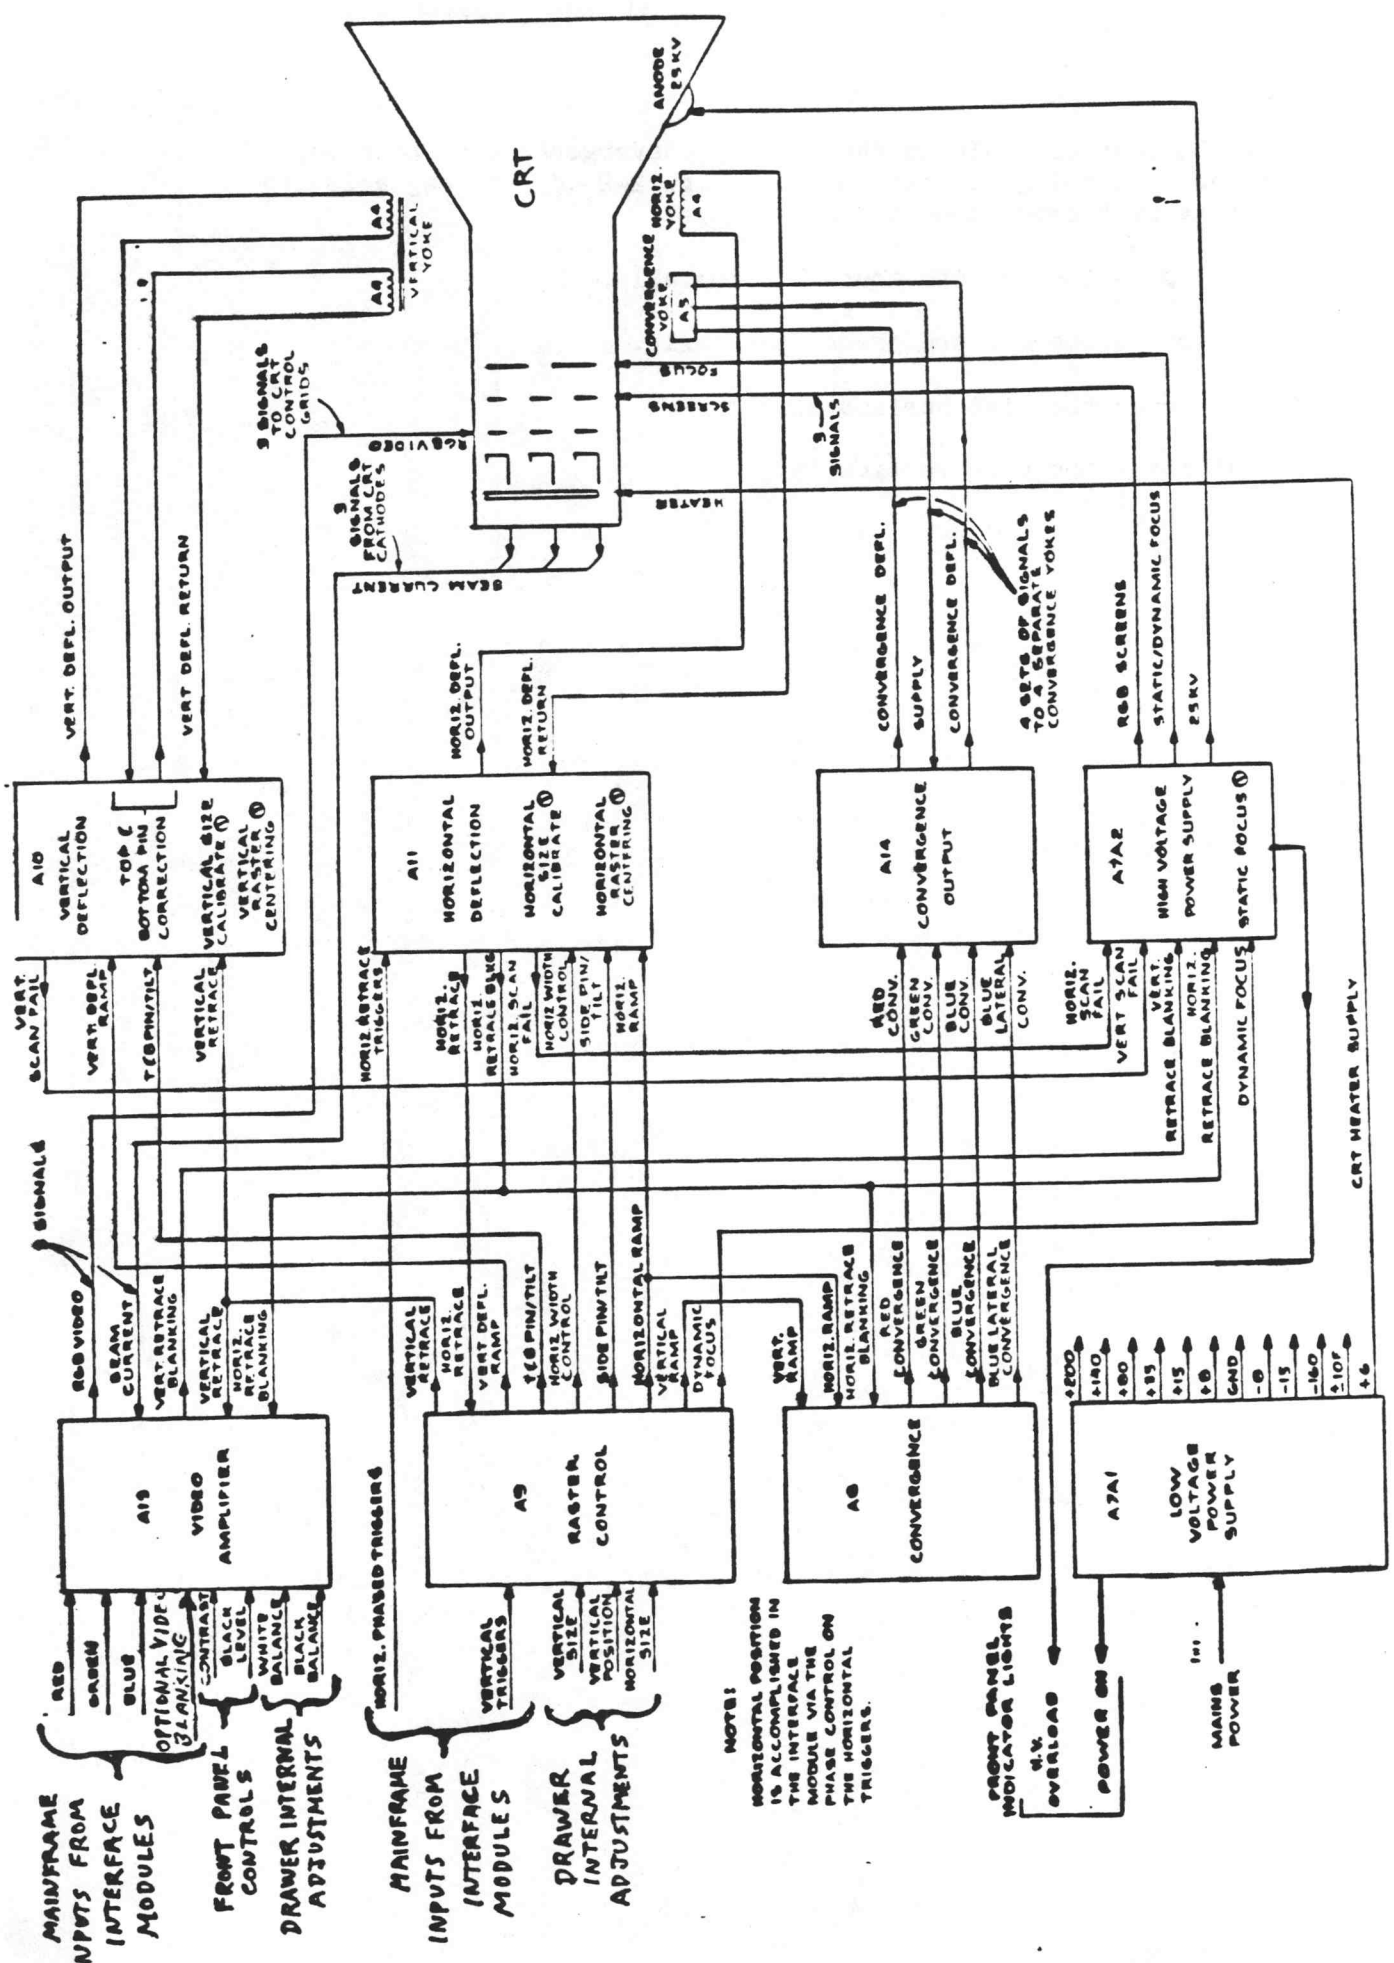 MAINFRAME
INPUTS FROM
INTERFACE
MODULES
RED
GREEN
BLUE
OPTIONAL VIDEO
BLANKING
FRONT PANEL
CONTROLS
CONTRAST
BLACK
LEVEL
DRAWER INTERNAL
ADJUSTMENTS
WHITE
BALANCE
BLACK
BALANCE
A13
VIDEO
AMPLIFIER
RGB VIDEO
BEAM
CURRENT
VERT. RETRACE
BLANKING
VERTICAL
RETRACE
HORIZ.
RETRACE
BLANKING
SIGNALS
VERT.
SCAN FAIL
VERT. DEFL.
RAMP
T&B PIN/TILT
VERTICAL
RETRACE
A10
VERTICAL
DEFLECTION
TOP &
BOTTOM PIN
CORRECTION
VERTICAL SIZE
CALIBRATE ①
VERTICAL
RASTER ①
CENTERING
VERT. DEFL. OUTPUT
VERT DEFL. RETURN
3 SIGNALS
TO CRT
CONTROL
GRIDS
3
SIGNALS
FROM CRT
CATHODES
A4
A4
VERTICAL
YOKE
RGB VIDEO
BEAM CURRENT
CRT
ANODE
25KV
HORIZ.
YOKE
A4
CONVERGENCE
YOKE
A5
FOCUS
SCREENS
HEATER
3
SIGNALS
MAINFRAME
INPUTS FROM
INTERFACE
MODULES
HORIZ. PHASED TRIGGERS
VERTICAL
TRIGGERS
DRAWER
INTERNAL
ADJUSTMENTS
VERTICAL
SIZE
VERTICAL
POSITION
HORIZONTAL
SIZE
A9
RASTER
CONTROL
VERTICAL
RETRACE
HORIZ.
RETRACE
VERT DEFL.
RAMP
T&B PIN/TILT
HORIZ WIDTH
CONTROL
SIDE PIN/TILT
HORIZONTAL RAMP
VERTICAL
RAMP
DYNAMIC
FOCUS
HORIZ. RETRACE
TRIGGERS
HORIZ.
RETRACE
HORIZ
RETRACE BLKG
HORIZ. SCAN
FAIL
HORIZ WIDTH
CONTROL
SIDE PIN/
TILT
HORIZ.
RAMP
A11
HORIZONTAL
DEFLECTION
HORIZONTAL
SIZE ①
CALIBRATE
HORIZONTAL
RASTER ①
CENTERING
HORIZ. DEFL.
OUTPUT
HORIZ. DEFL.
RETURN
NOTE:
HORIZONTAL POSITION
IS ACCOMPLISHED IN
THE INTERFACE
MODULE VIA THE
PHASE CONTROL ON
THE HORIZONTAL
TRIGGERS.
A8
CONVERGENCE
VERT.
RAMP
HORIZ. RAMP
HORIZ. RETRACE
BLANKING
RED
CONVERGENCE
GREEN
CONVERGENCE
BLUE
CONVERGENCE
BLUE LATERAL
CONVERGENCE
RED
CONV.
GREEN
CONV.
BLUE
CONV.
BLUE
LATERAL
CONV.
A14
CONVERGENCE
OUTPUT
CONVERGENCE DEFL.
SUPPLY
CONVERGENCE DEFL.
4 SETS OF SIGNALS
TO 4 SEPARATE
CONVERGENCE YOKES
FRONT PANEL
INDICATOR LIGHTS
H.V.
OVERLOAD
POWER ON
MAINS
POWER
A7A1
LOW
VOLTAGE
POWER
SUPPLY
+200
+140
+80
+35
+15
+8
GND
-8
-15
-160
±10F
+6
HORIZ.
SCAN
FAIL
VERT SCAN
FAIL
VERT.
RETRACE BLANKING
HORIZ.
RETRACE BLANKING
DYNAMIC FOCUS
CRT HEATER SUPPLY
A7A2
HIGH VOLTAGE
POWER SUPPLY
STATIC FOCUS ①
RGB SCREENS
STATIC/DYNAMIC FOCUS
25KV